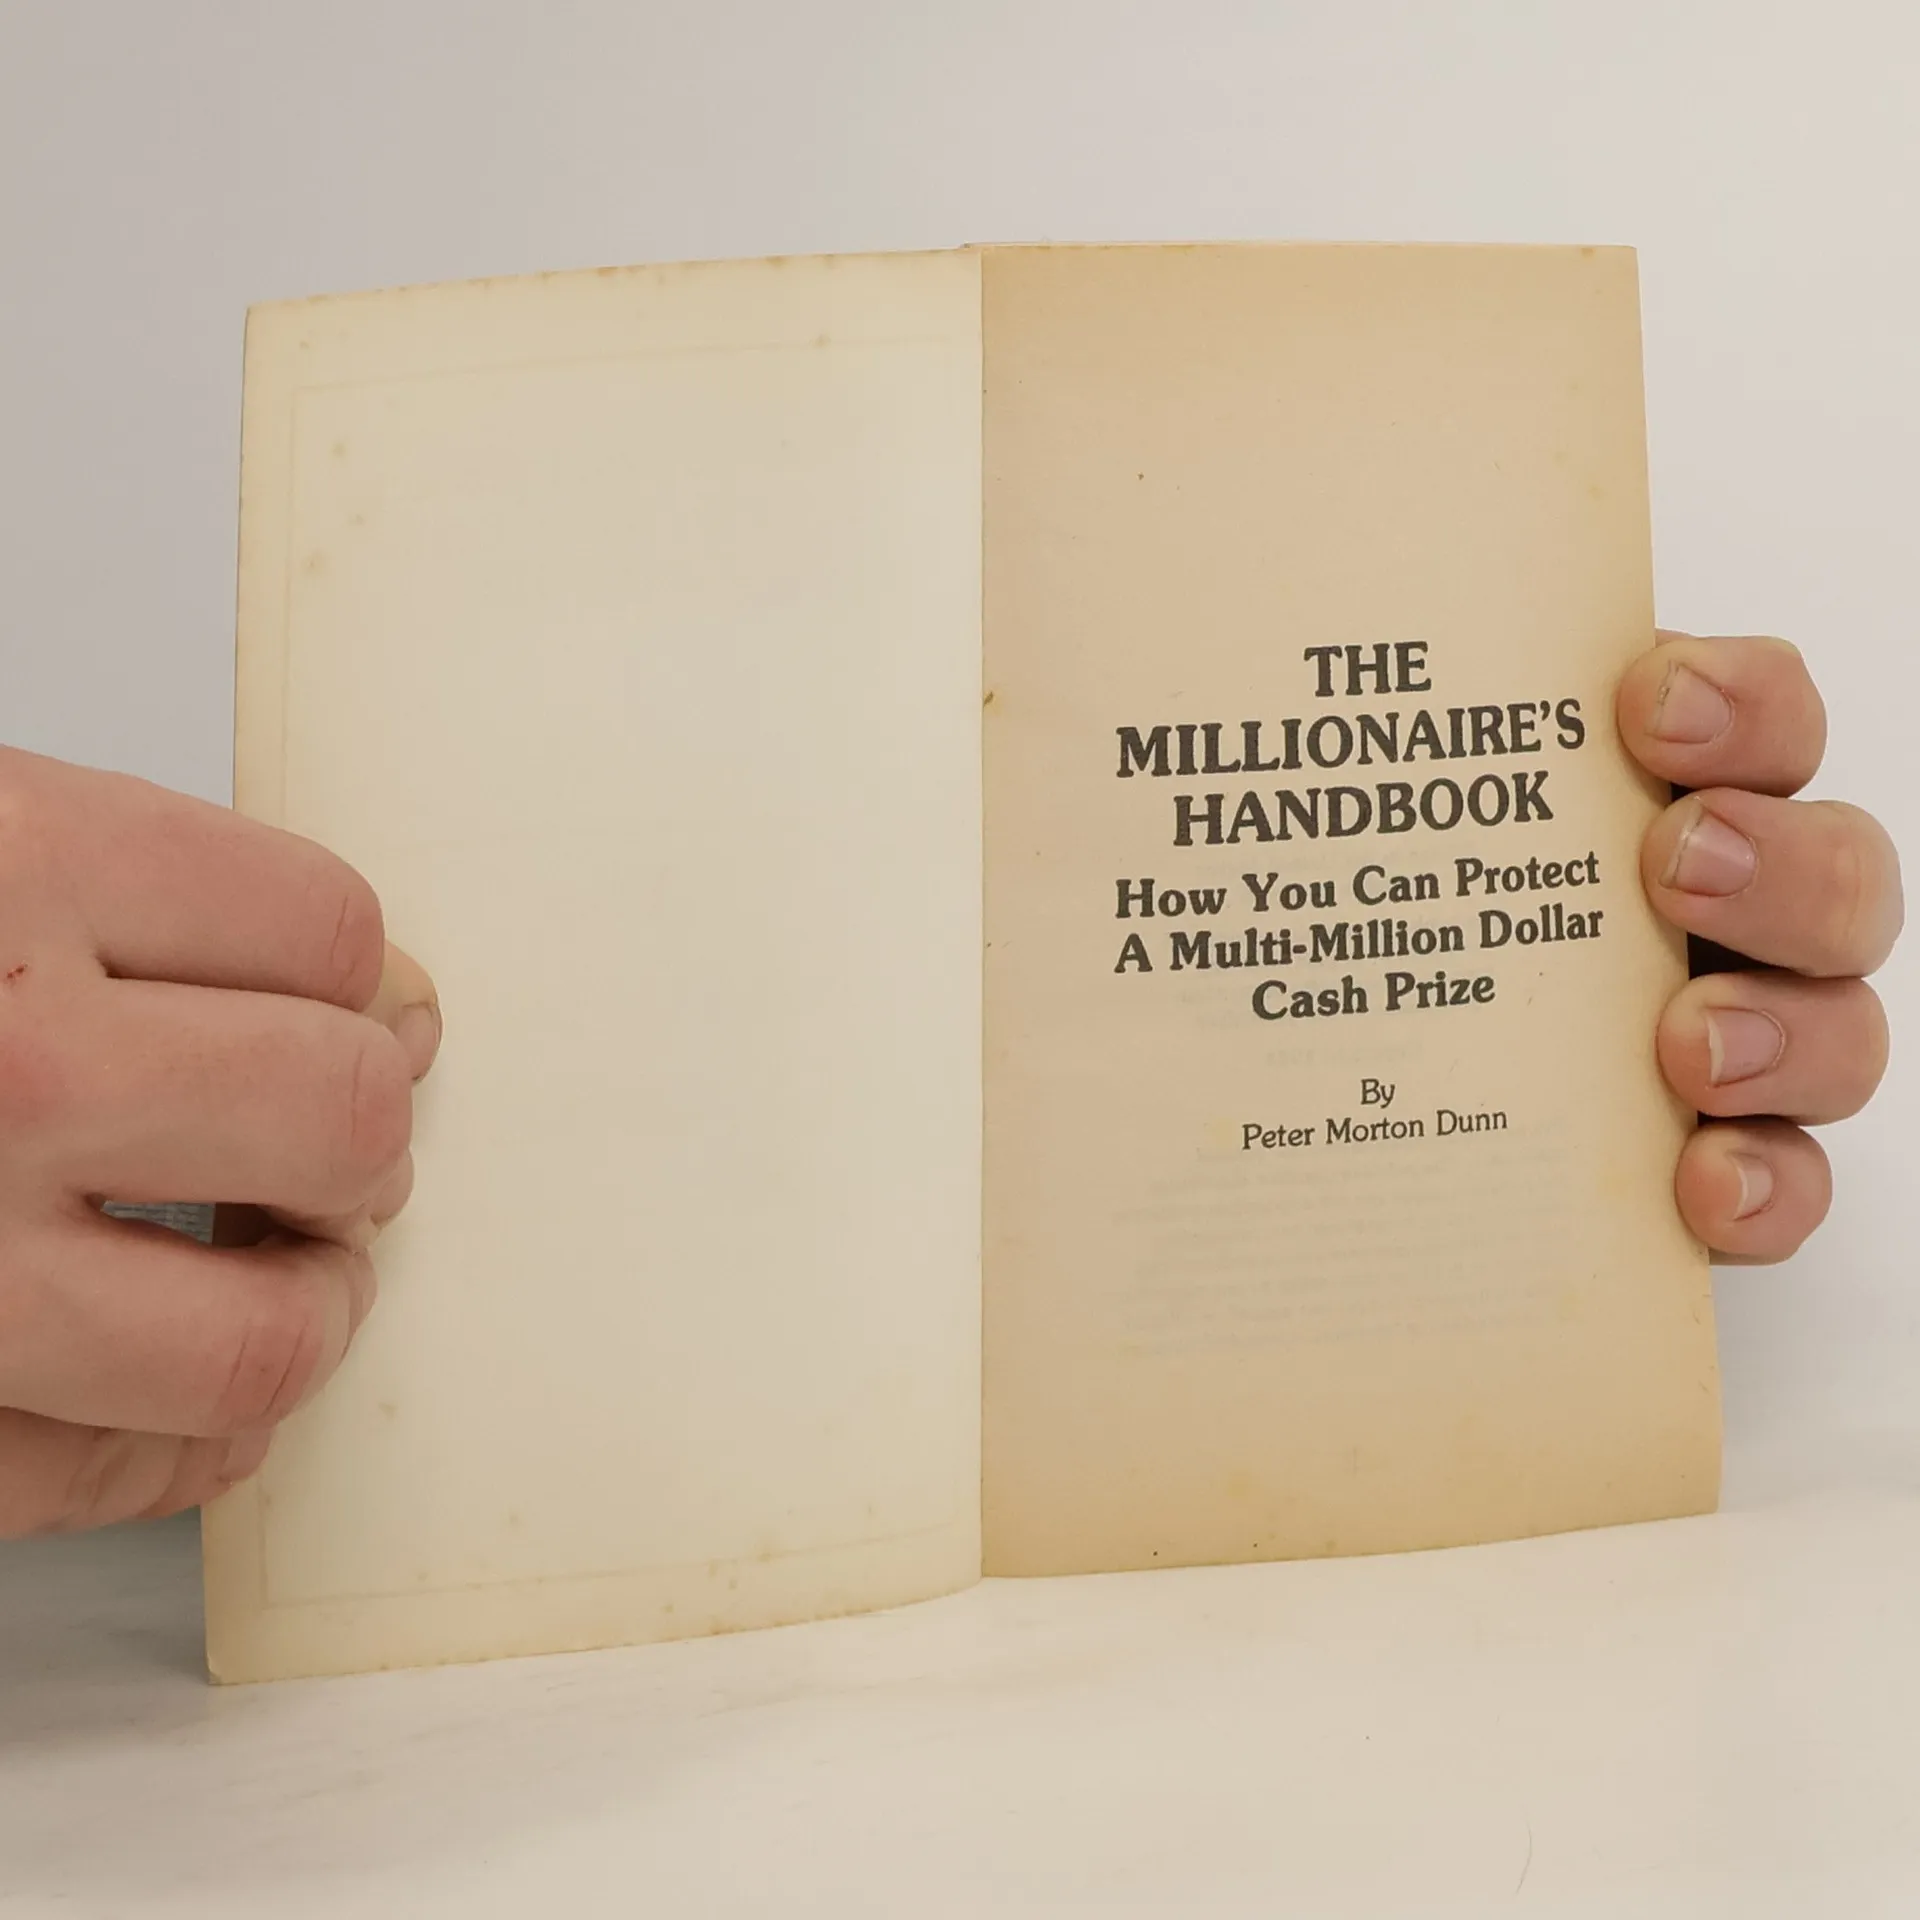 THE
MILLIONAIRE'S
HANDBOOK
How You Can Protect
A Multi-Million Dollar
Cash Prize
By
Peter Morton Dunn